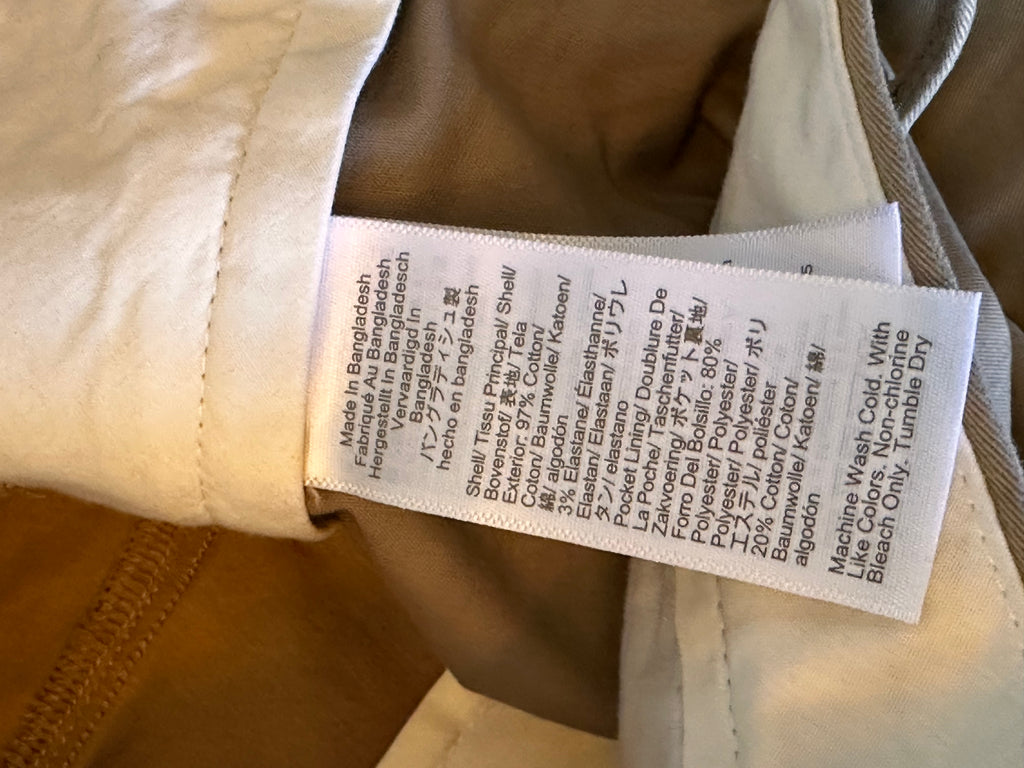 Made In Bangladesh
Fabriqué Au Bangladesh
Hergestellt In Bangladesch
Vervaardigd In
Bangladesh
バングラディシュ製
hecho en bangladesh
Shell/ Tissu Principal/ Shell/
Bovenstof/ 表地/ Tela
Exterior: 97% Cotton/
Coton/ Baumwolle/ Katoen/
綿/ algodón
3% Elastane/ Élasthanne/
Elastan/ Elastaan/ ポリウレ
タン/ elastano
Pocket Lining/ Doublure De
La Poche/ Taschenfutter/
Zakvoering/ ポケット裏地/
Forro Del Bolsillo: 80%
Polyester/ Polyester/
Polyester/ Polyester/ ポリ
エステル/ poliéster
20% Cotton/ Coton/
Baumwolle/ Katoen/ 綿/
algodón
Machine Wash Cold, With
Like Colors, Non-chlorine
Bleach Only, Tumble Dry